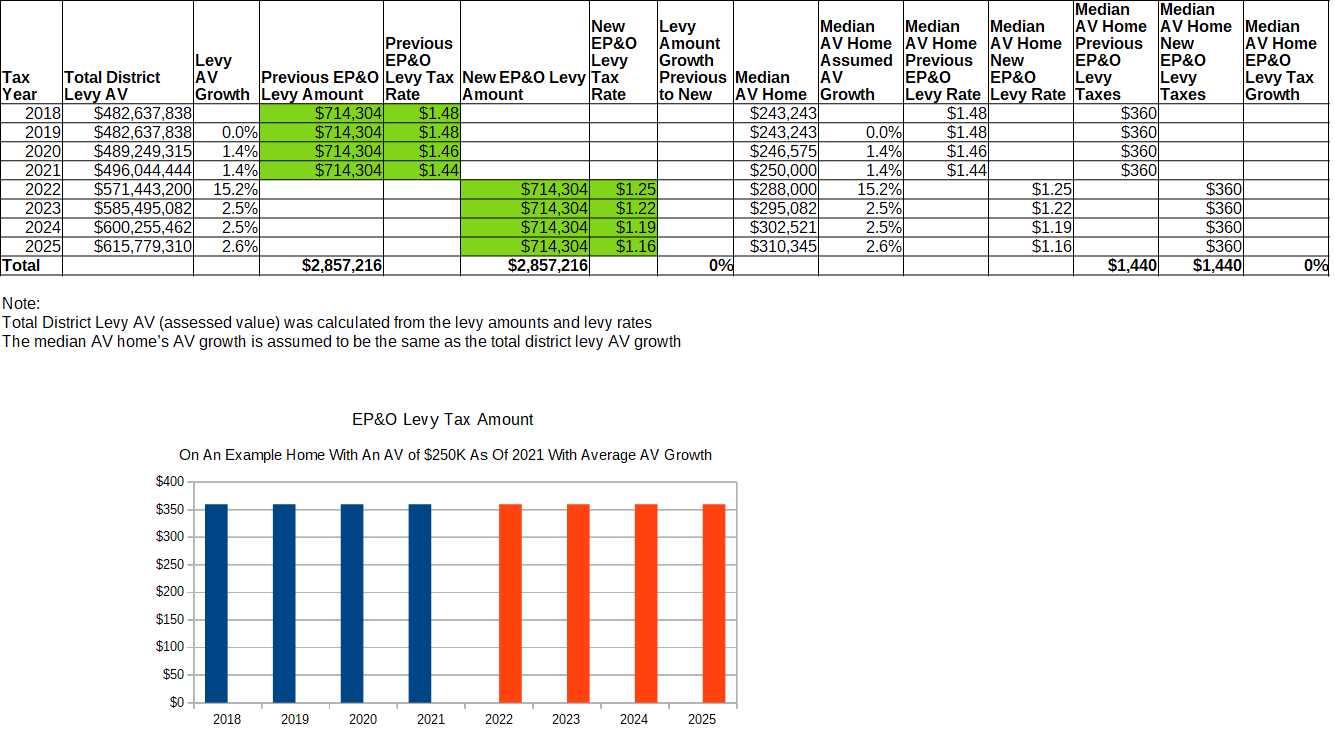 Tax Year | Total District Levy AV | Levy AV Growth | Previous EP&O Levy Amount | Previous EP&O Levy Tax Rate | New EP&O Levy Amount | New EP&O Levy Tax Rate | Levy Amount Growth Previous to New | Median AV Home | Median AV Home Assumed AV Growth | Median AV Home Previous EP&O Levy Rate | Median AV Home New EP&O Levy Rate | Median AV Home Previous EP&O Levy Taxes | Median AV Home New EP&O Levy Taxes | Median AV Home EP&O Levy Tax Growth
2018 $482,637,838 $714,304 $1.48 $243,243 $1.48 $360
2019 $482,637,838 0.0% $714,304 $1.48 $243,243 0.0% $1.48 $360
2020 $489,249,315 1.4% $714,304 $1.46 $246,575 1.4% $1.46 $360
2021 $496,044,444 1.4% $714,304 $1.44 $250,000 1.4% $1.44 $360
2022 $571,443,200 15.2% $714,304 $1.25 $288,000 15.2% $1.25 $360
2023 $585,495,082 2.5% $714,304 $1.22 $295,082 2.5% $1.22 $360
2024 $600,255,462 2.5% $714,304 $1.19 $302,521 2.5% $1.19 $360
2025 $615,779,310 2.6% $714,304 $1.16 $310,345 2.6% $1.16 $360
Total $2,857,216 $2,857,216 0% $1,440 $1,440 0%
Note:
Total District Levy AV (assessed value) was calculated from the levy amounts and levy rates
The median AV home's AV growth is assumed to be the same as the total district levy AV growth
EP&O Levy Tax Amount
On An Example Home With An AV of $250K As Of 2021 With Average AV Growth
$400
$350
$300
$250
$200
$150
$100
$50
$0
2018 2019 2020 2021 2022 2023 2024 2025